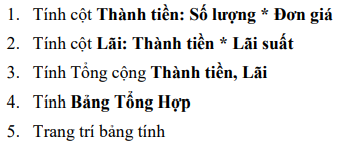 1. Tính cột Thành tiền: Số lượng * Đơn giá
2. Tính cột Lãi: Thành tiền * Lãi suất
3. Tính Tổng cộng Thành tiền, Lãi
4. Tính Bảng Tổng Hợp
5. Trang trí bảng tính